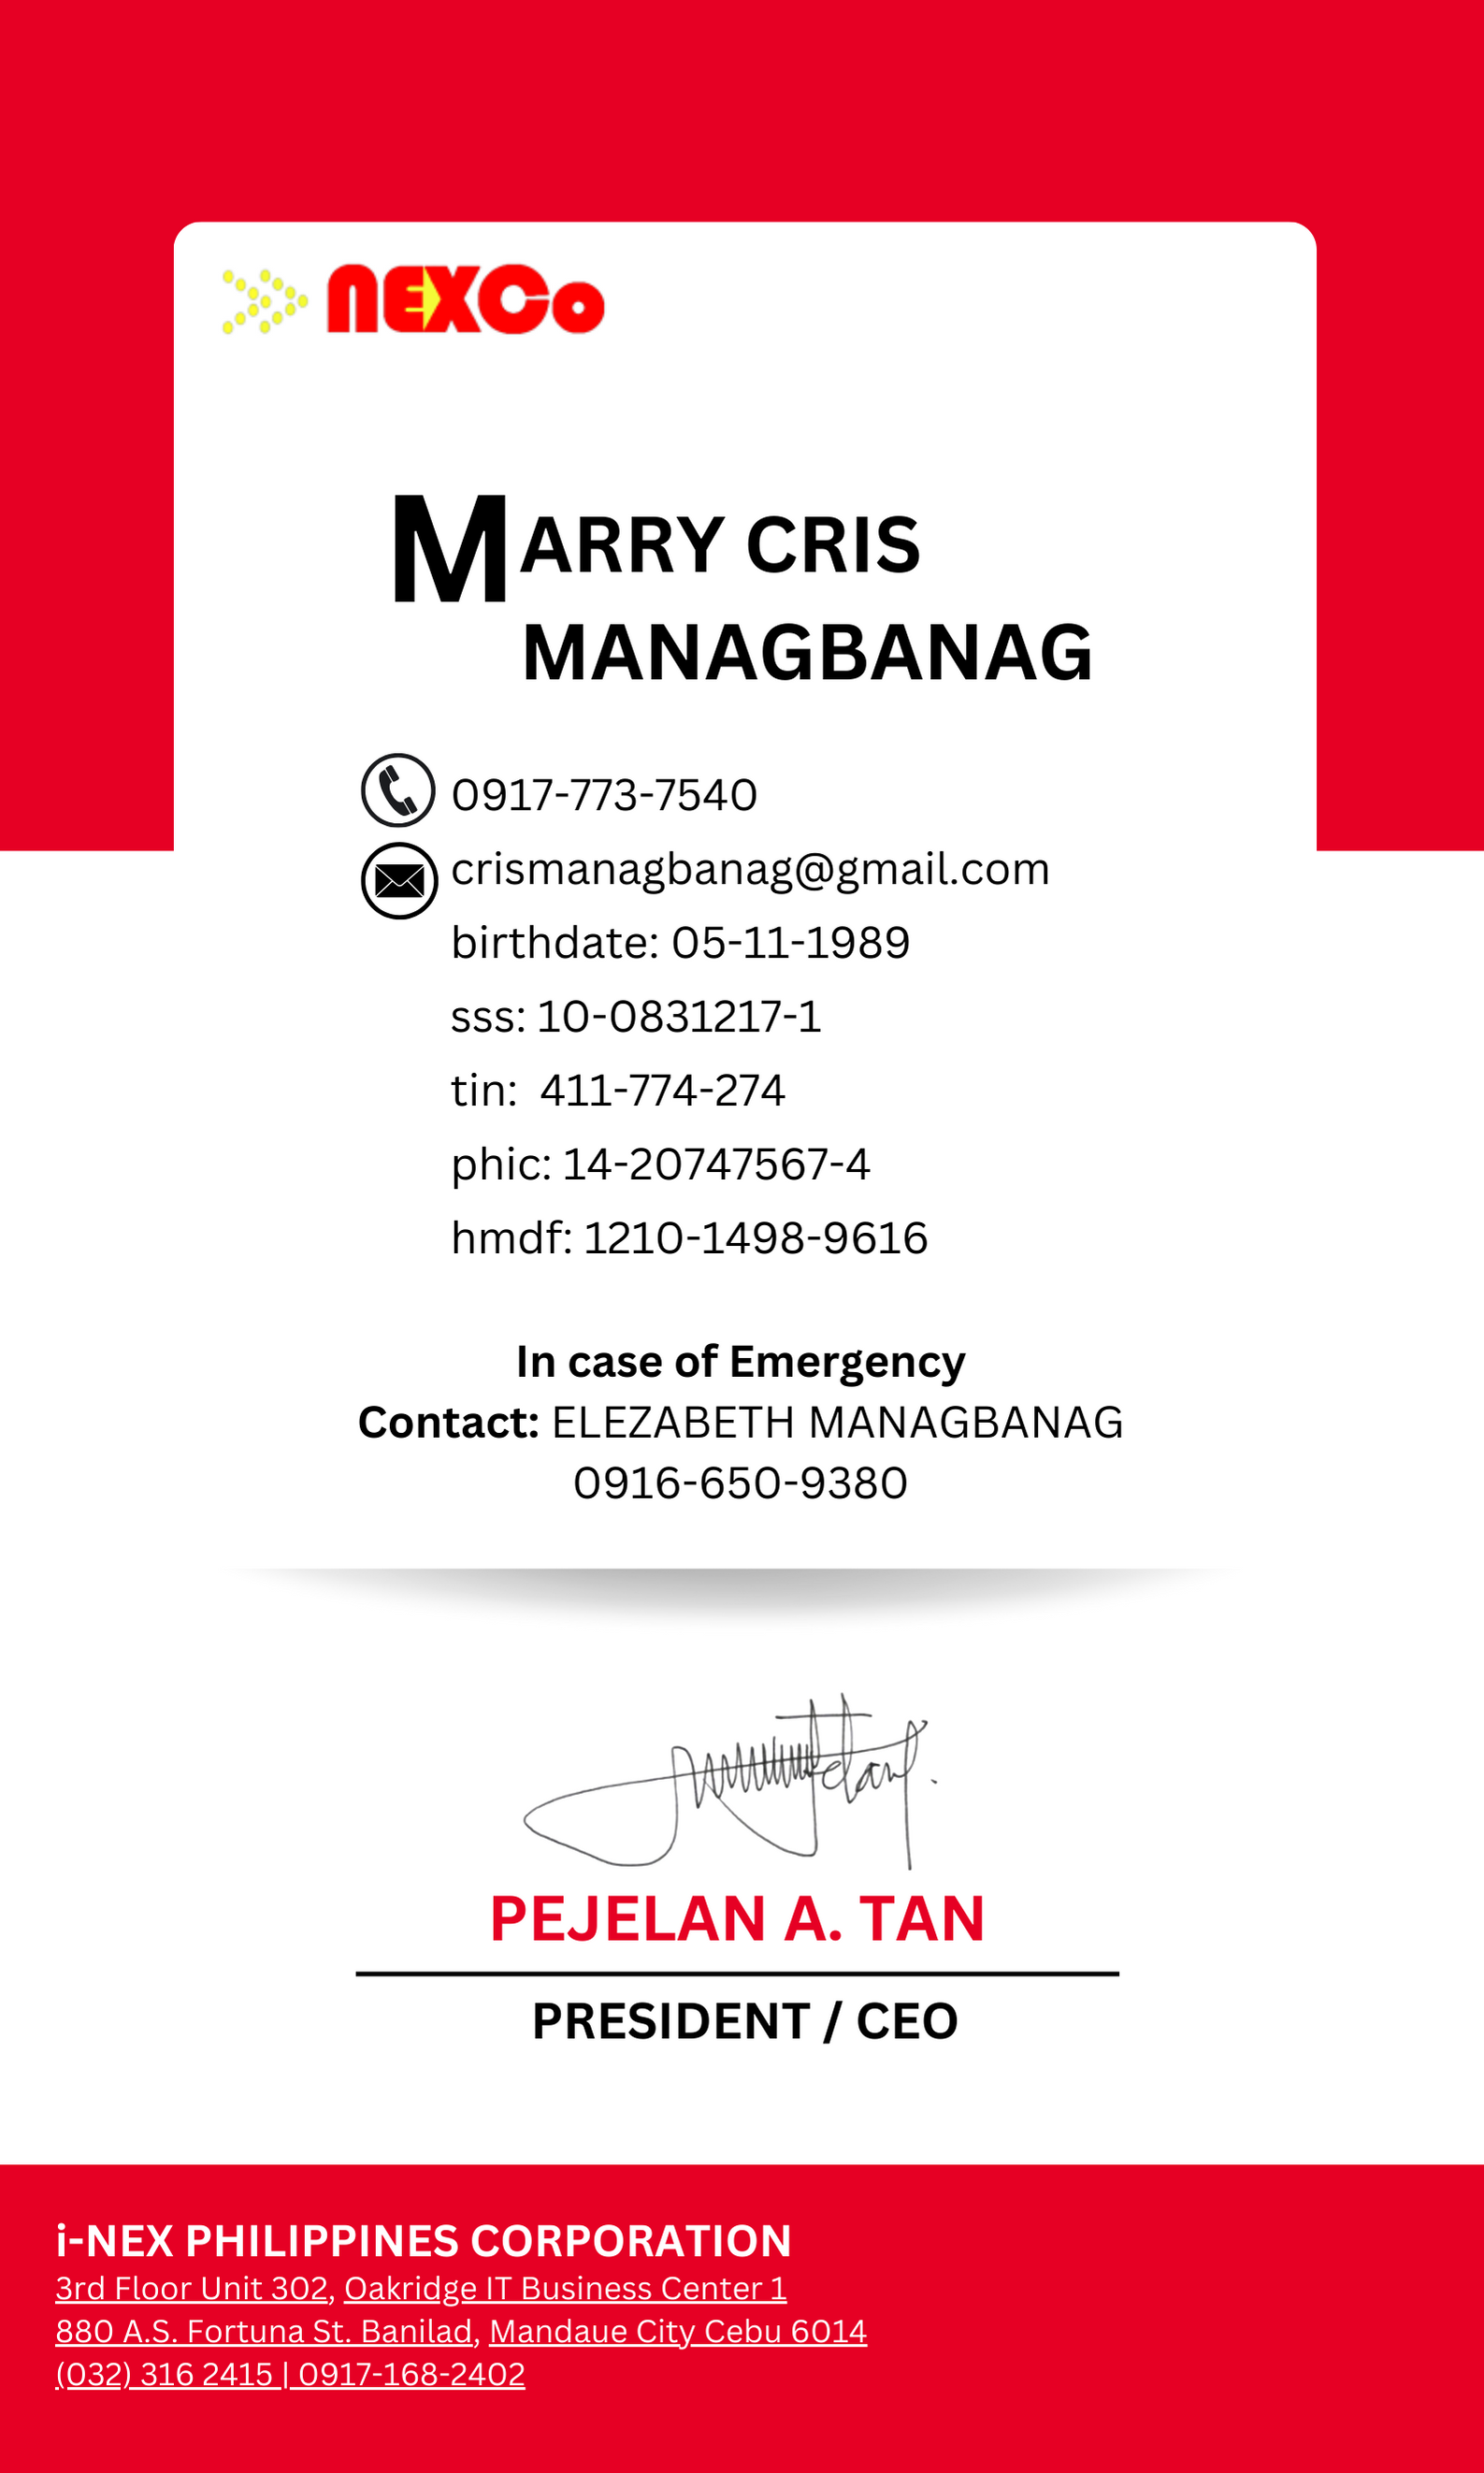 nEXCo
MARRY CRIS
MANAGBANAG
0917-773-7540
crismanagbanag@gmail.com
birthdate: 05-11-1989
sss: 10-0831217-1
tin: 411-774-274
phic: 14-20747567-4
hmdf: 1210-1498-9616
In case of Emergency
Contact: ELEZABETH MANAGBANAG
0916-650-9380
PEJELAN A. TAN
PRESIDENT / CEO
i-NEX PHILIPPINES CORPORATION
3rd Floor Unit 302, Oakridge IT Business Center 1
880 A.S. Fortuna St. Banilad, Mandaue City Cebu 6014
(032) 316 2415 | 0917-168-2402